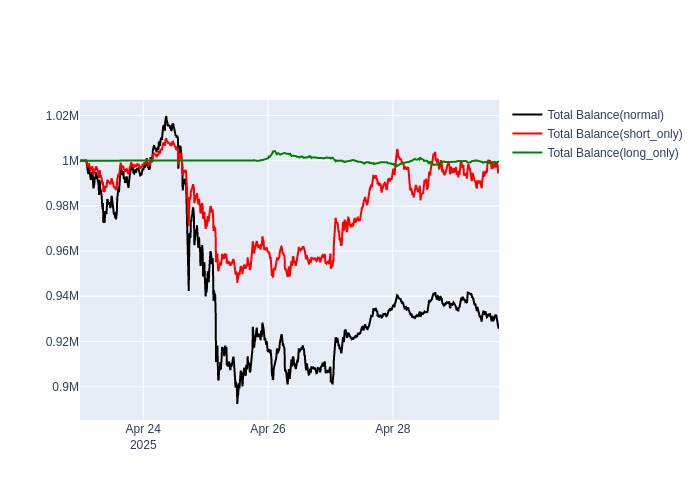 1.02M
1M
0.98M
0.96M
0.94M
0.92M
0.9M
Apr 24
2025
Apr 26
Apr 28
Total Balance(normal)
Total Balance(short_only)
Total Balance(long_only)